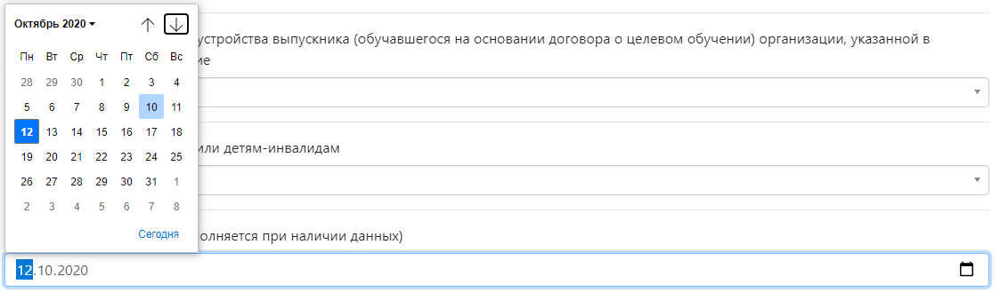 Октябрь 2020
Пн Вт Ср Чт Пт Сб Вс
28 29 30 1 2 3 4
5 6 7 8 9 10 11
12 13 14 15 16 17 18
19 20 21 22 23 24 25
26 27 28 29 30 31 1
2 3 4 5 6 7 8
Сегодня
устройства выпускника (обучавшегося на основании договора о целевом обучении) организации, указанной в
ие
или детям-инвалидам
олняется при наличии данных)
12.10.2020